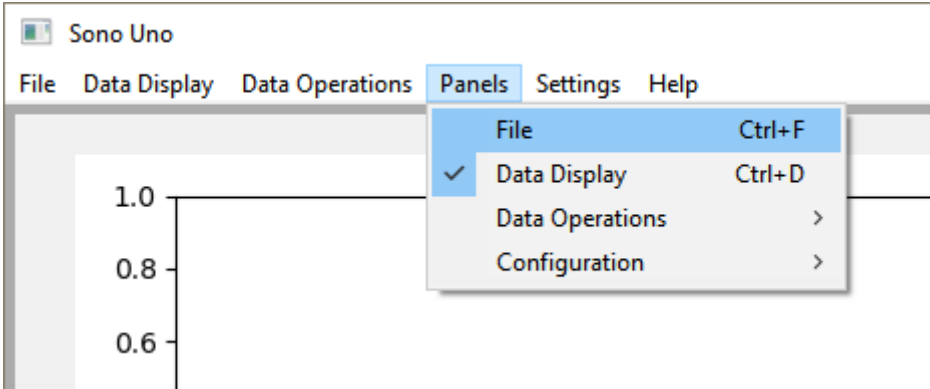 Sono Uno
File Data Display Data Operations Panels Settings Help
File Ctrl+F
Data Display Ctrl+D
Data Operations
Configuration
1.0
0.8
0.6